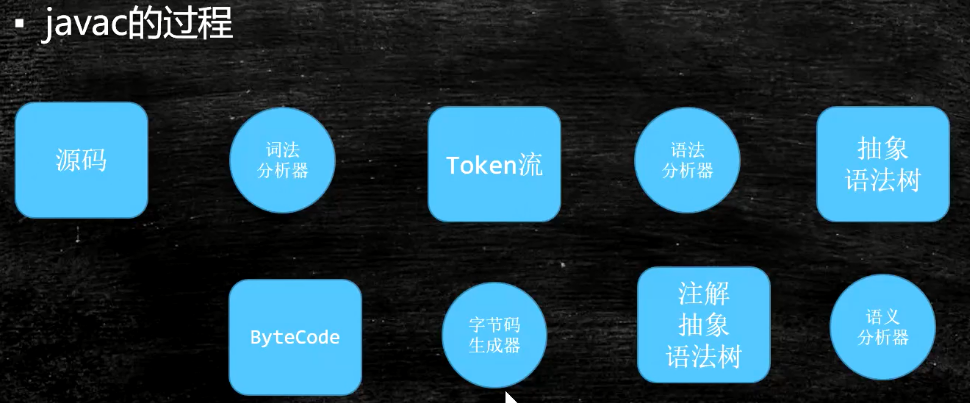 ▪ javac的过程
源码
词法
分析器
Token流
语法
分析器
抽象
语法树
ByteCode
字节码
生成器
注解
抽象
语法树
语义
分析器